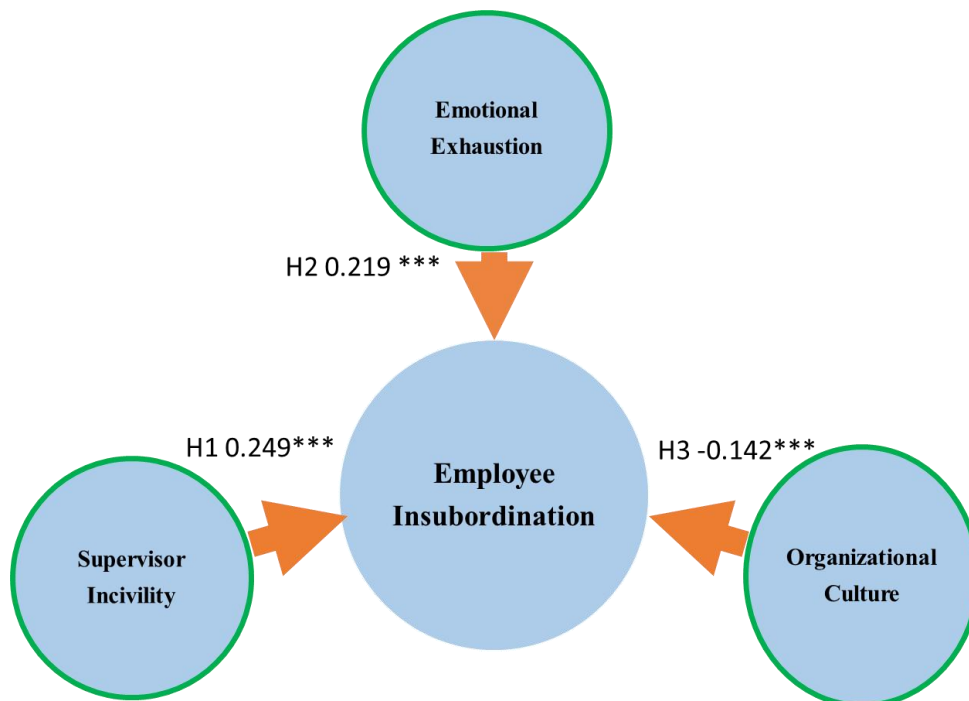 Emotional
Exhaustion
H2 0.219 ***
H1 0.249***
H3 -0.142***
Employee
Insubordination
Supervisor
Incivility
Organizational
Culture